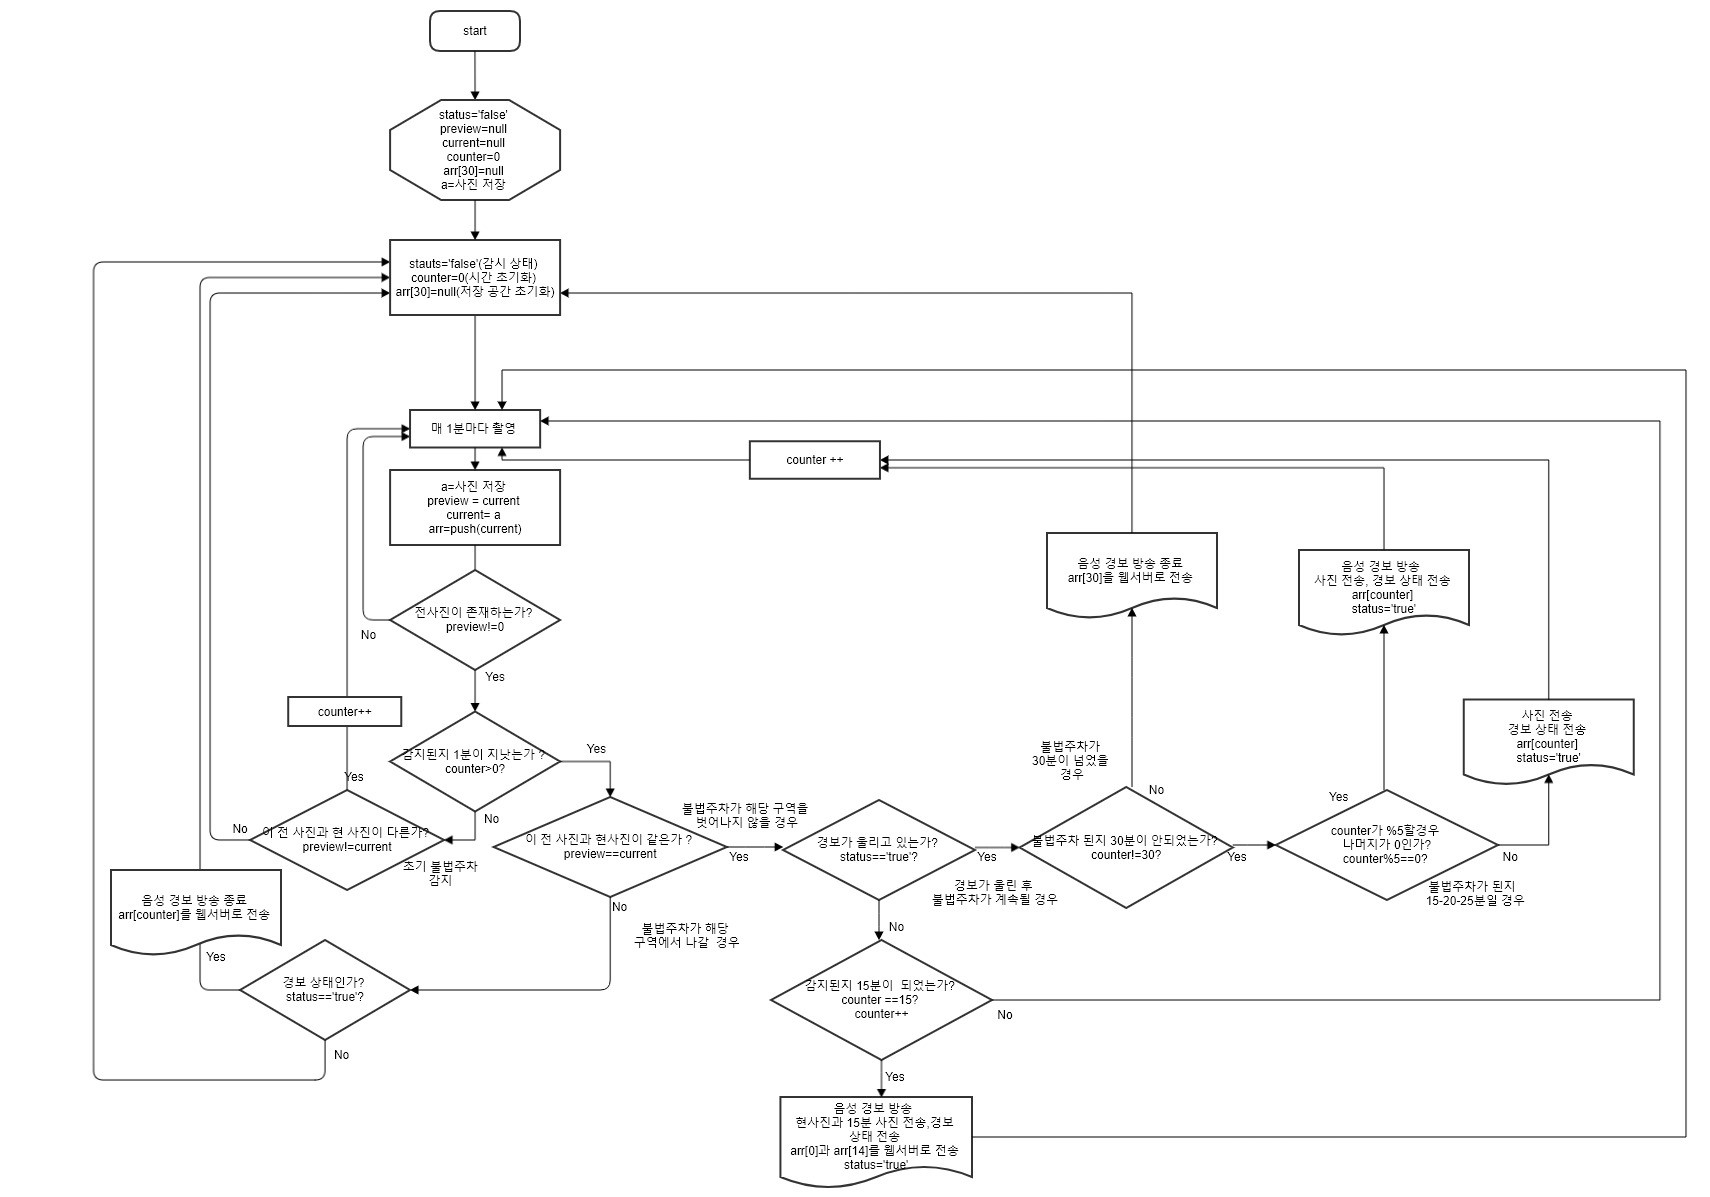 start
status='false'
preview=null
current=null
counter=0
arr[30]=null
a=사진 저장
stauts='false'(감시 상태)
counter=0(시간 초기화)
arr[30]=null(저장 공간 초기화)
매 1분마다 촬영
counter ++
a=사진 저장
preview = current
current= a
arr=push(current)
전사진이 존재하는가?
preview!=0
No
Yes
음성 경보 방송 종료
arr[30]을 웹서버로 전송
음성 경보 방송
사진 전송, 경보 상태 전송
arr[counter]
status='true'
counter++
사진 전송
경보 상태 전송
arr[counter]
status='true'
감지된지 1분이 지낫는가 ?
counter>0?
Yes
No
Yes
불법주차가
30분이 넘었을
경우
No
Yes
이 전 사진과 현 사진이 다른가?
preview!=current
No
초기 불법주차
감지
이 전 사진과 현사진이 같은가 ?
preview==current
불법주차가 해당 구역을
벗어나지 않을 경우
Yes
No
불법주차가 해당
구역에서 나갈  경우
경보가 울리고 있는가?
status=='true'?
Yes
경보가 울린 후
불법주차가 계속될 경우
No
불법주차 된지 30분이 안되었는가?
counter!=30?
Yes
counter가 %5할경우
나머지가 0인가?
counter%5==0?
No
불법주차가 된지
15-20-25분일 경우
음성 경보 방송 종료
arr[counter]를 웹서버로 전송
Yes
경보 상태인가?
status=='true'?
No
감지된지 15분이  되었는가?
counter ==15?
counter++
No
Yes
음성 경보 방송
현사진과 15분 사진 전송,경보
상태 전송
arr[0]과 arr[14]를 웹서버로 전송
status='true'